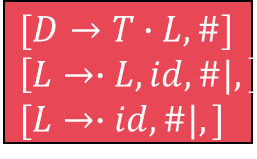 [D → T · L, #]
[L →· L, id, #|, ]
[L →· id, #|, ]